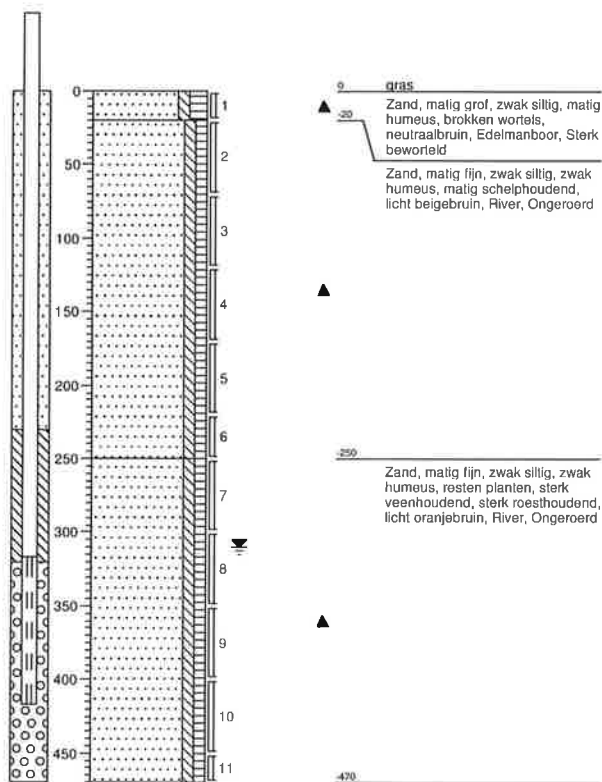 0
50
100
150
200
250
300
350
400
450
1
2
3
4
5
6
7
8
9
10
11
0 gras
Zand, matig grof, zwak siltig, matig
humeus, brokken wortels,
neutraalbruin, Edelmanboor, Sterk
beworteld
-20
Zand, matig fijn, zwak siltig, zwak
humeus, matig schelphoudend,
licht beigebruin, River, Ongeroerd
-250
Zand, matig fijn, zwak siltig, zwak
humeus, resten planten, sterk
veenhoudend, sterk roesthoudend,
licht oranjebruin, River, Ongeroerd
-470